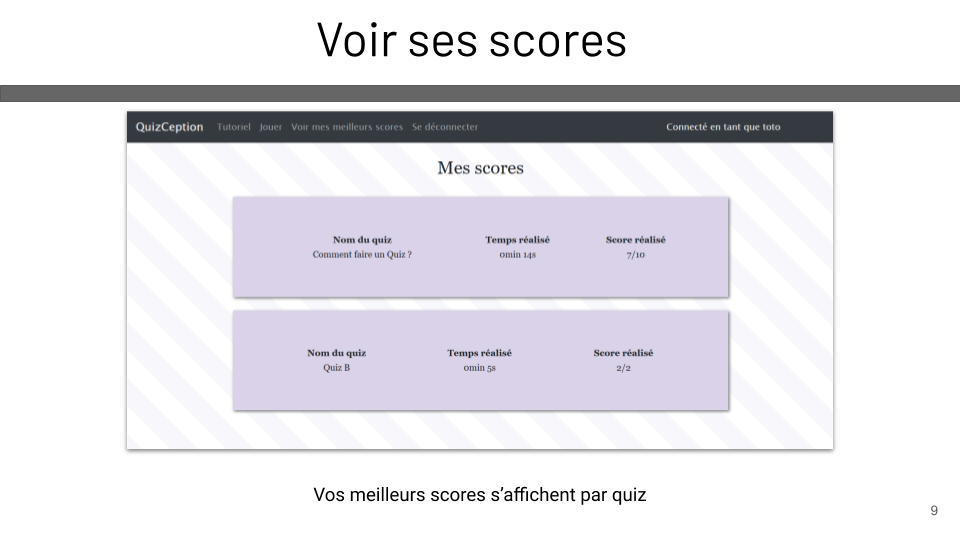 Voir ses scores
QuizCeption Tutoriel Jouer Voir mes meilleurs scores Se déconnecter Connecté en tant que toto
Mes scores
Nom du quiz Temps réalisé Score réalisé
Comment faire un Quiz ? 0min 14s 7/10
Nom du quiz Temps réalisé Score réalisé
Quiz B 0min 5s 2/2
Vos meilleurs scores s’affichent par quiz
9